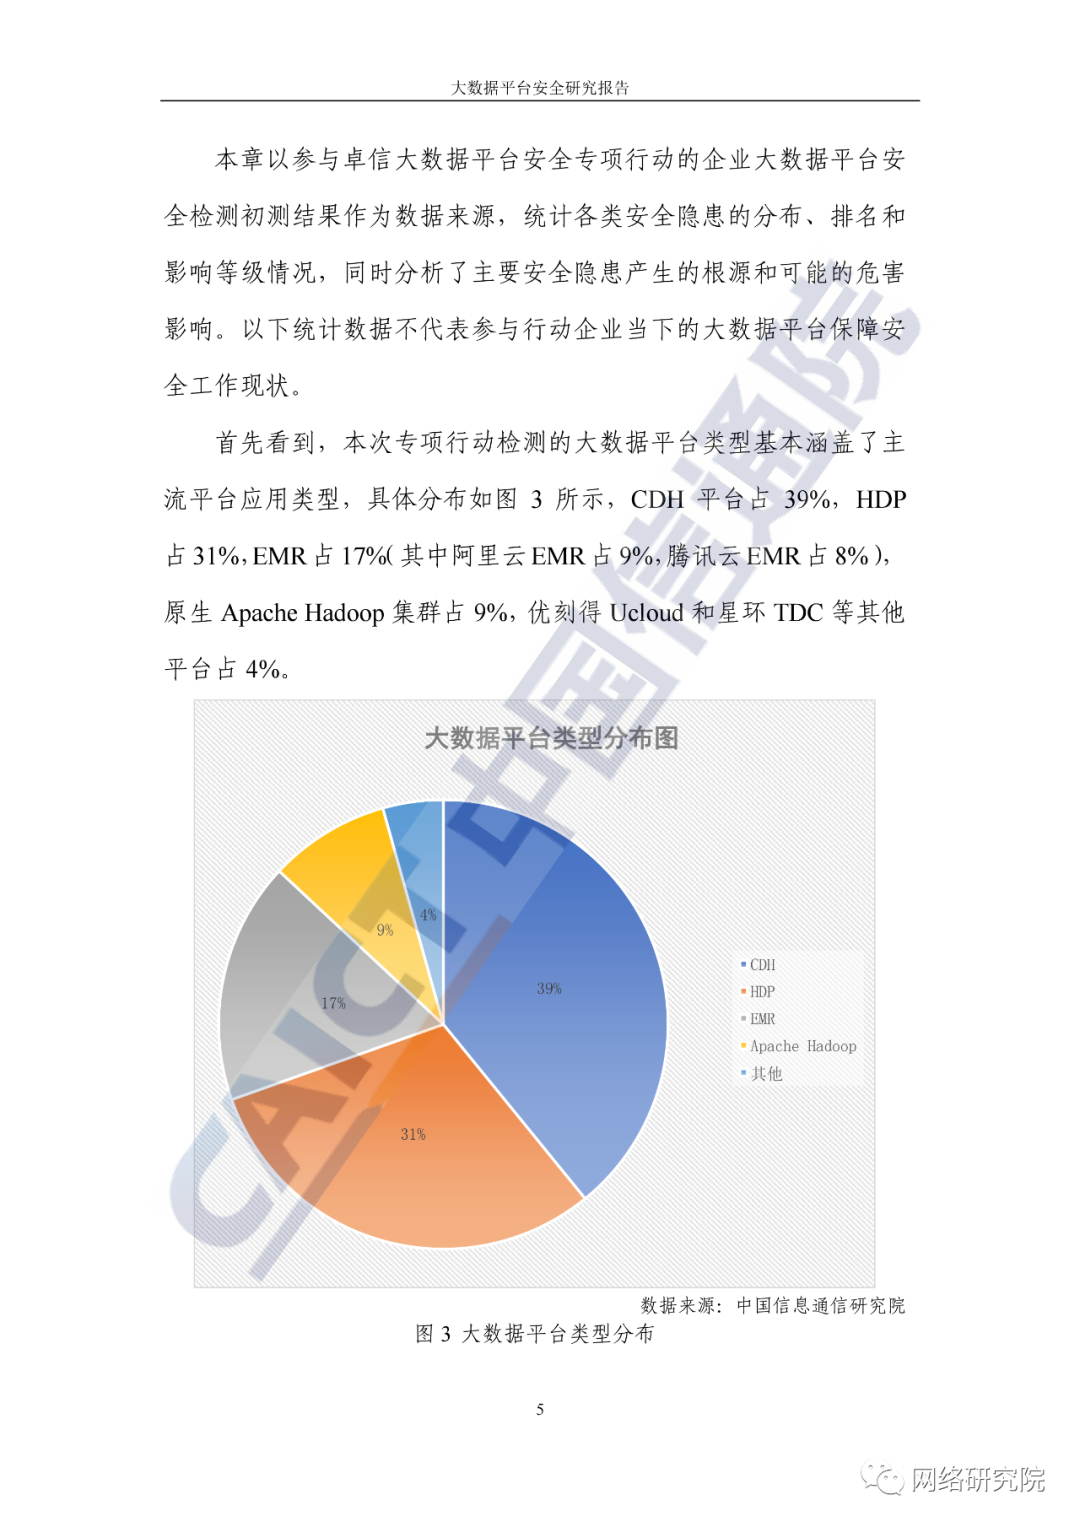 大数据平台安全研究报告
本章以参与卓信大数据平台安全专项行动的企业大数据平台安
全检测初测结果作为数据来源，统计各类安全隐患的分布、排名和
影响等级情况，同时分析了主要安全隐患产生的根源和可能的危害
影响。以下统计数据不代表参与行动企业当下的大数据平台保障安
全工作现状。
首先看到，本次专项行动检测的大数据平台类型基本涵盖了主
流平台应用类型，具体分布如图 3 所示，CDH 平台占 39%，HDP
占 31%，EMR 占 17%（其中阿里云 EMR 占 9%，腾讯云 EMR 占 8%），
原生 Apache Hadoop 集群占 9%，优刻得 Ucloud 和星环 TDC 等其他
平台占 4%。
大数据平台类型分布图
4%
9%
39%
17%
31%
CDH
HDP
EMR
Apache Hadoop
其他
CAICT 中国信通院
数据来源：中国信息通信研究院
图 3 大数据平台类型分布
5
网络研究院